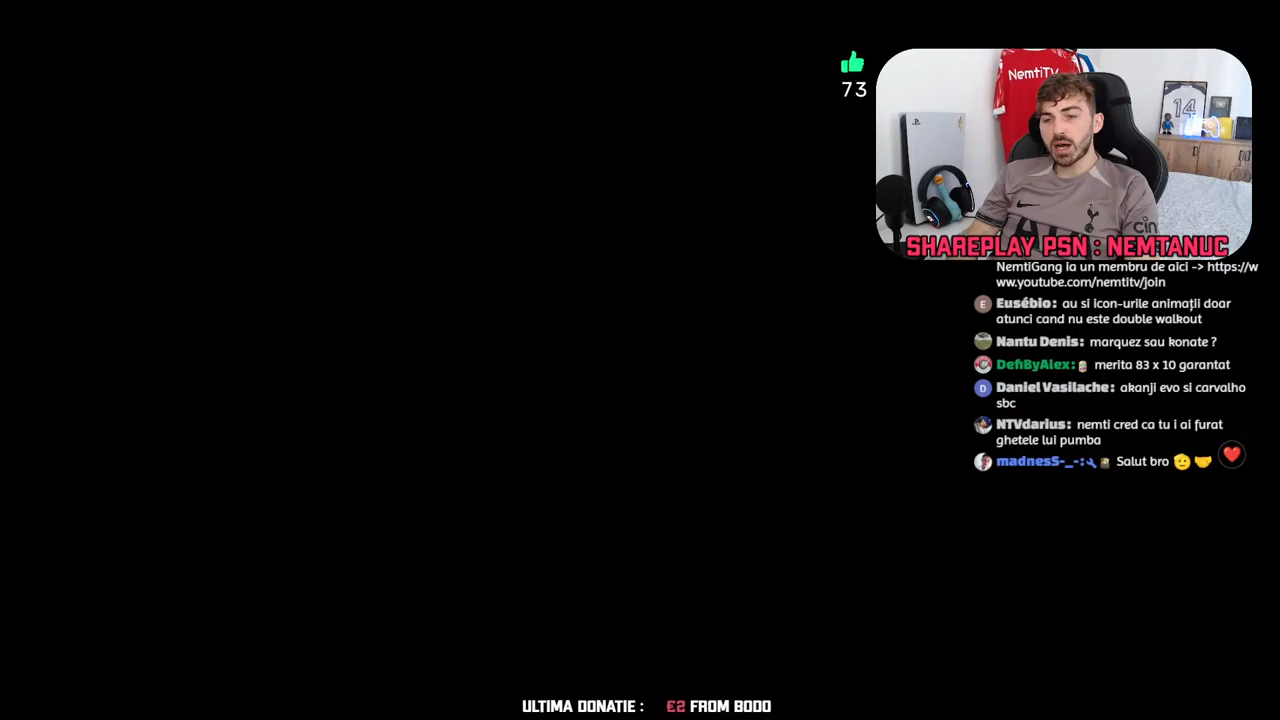 73
NemtiTV
14
cin
SHAREPLAY PSN : NEMTANUC
NemtiGang ia un membru de aici -> https://w
ww.youtube.com/nemtitv/join
E Eusébio: au si icon-urile animații doar
atunci cand nu este double walkout
Nantu Denis: marquez sau konate ?
DefiByAlex: merita 83 x 10 garantat
D Daniel Vasilache: akanji evo si carvalho
sbc
NTVdarius: nemti cred ca tu i ai furat
ghetele lui pumba
madnesS-_-: Salut bro 🫡 🤝
ULTIMA DONATIE : €2 FROM BODO